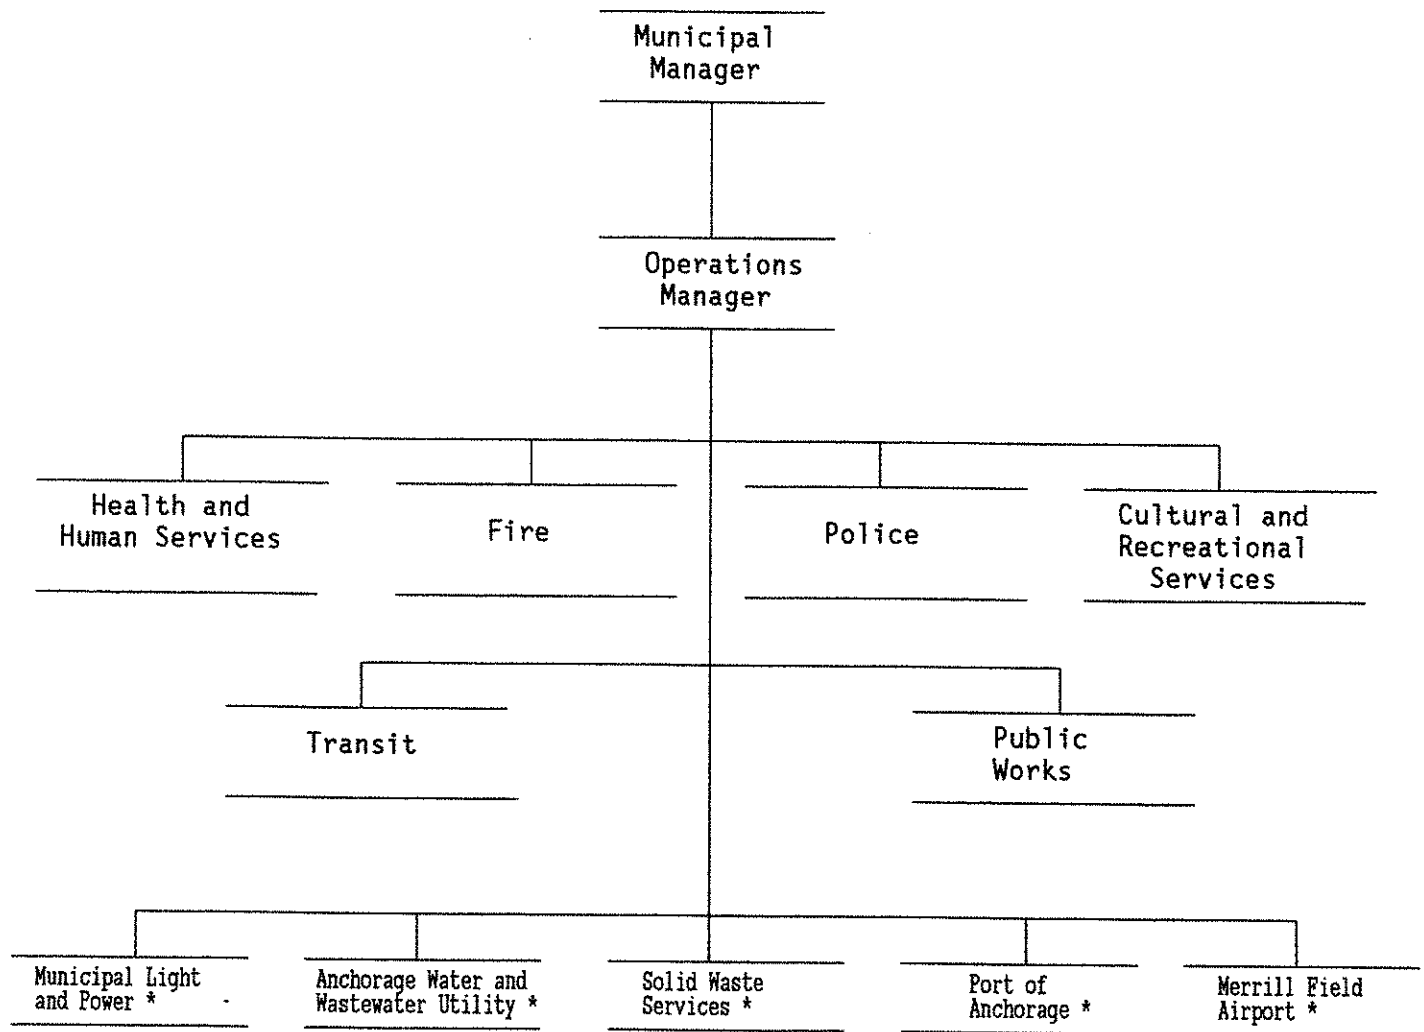 Municipal
Manager
Operations
Manager
Health and
Human Services
Fire
Police
Cultural and
Recreational
Services
Transit
Public
Works
Municipal Light
and Power *
Anchorage Water and
Wastewater Utility *
Solid Waste
Services *
Port of
Anchorage *
Merrill Field
Airport *